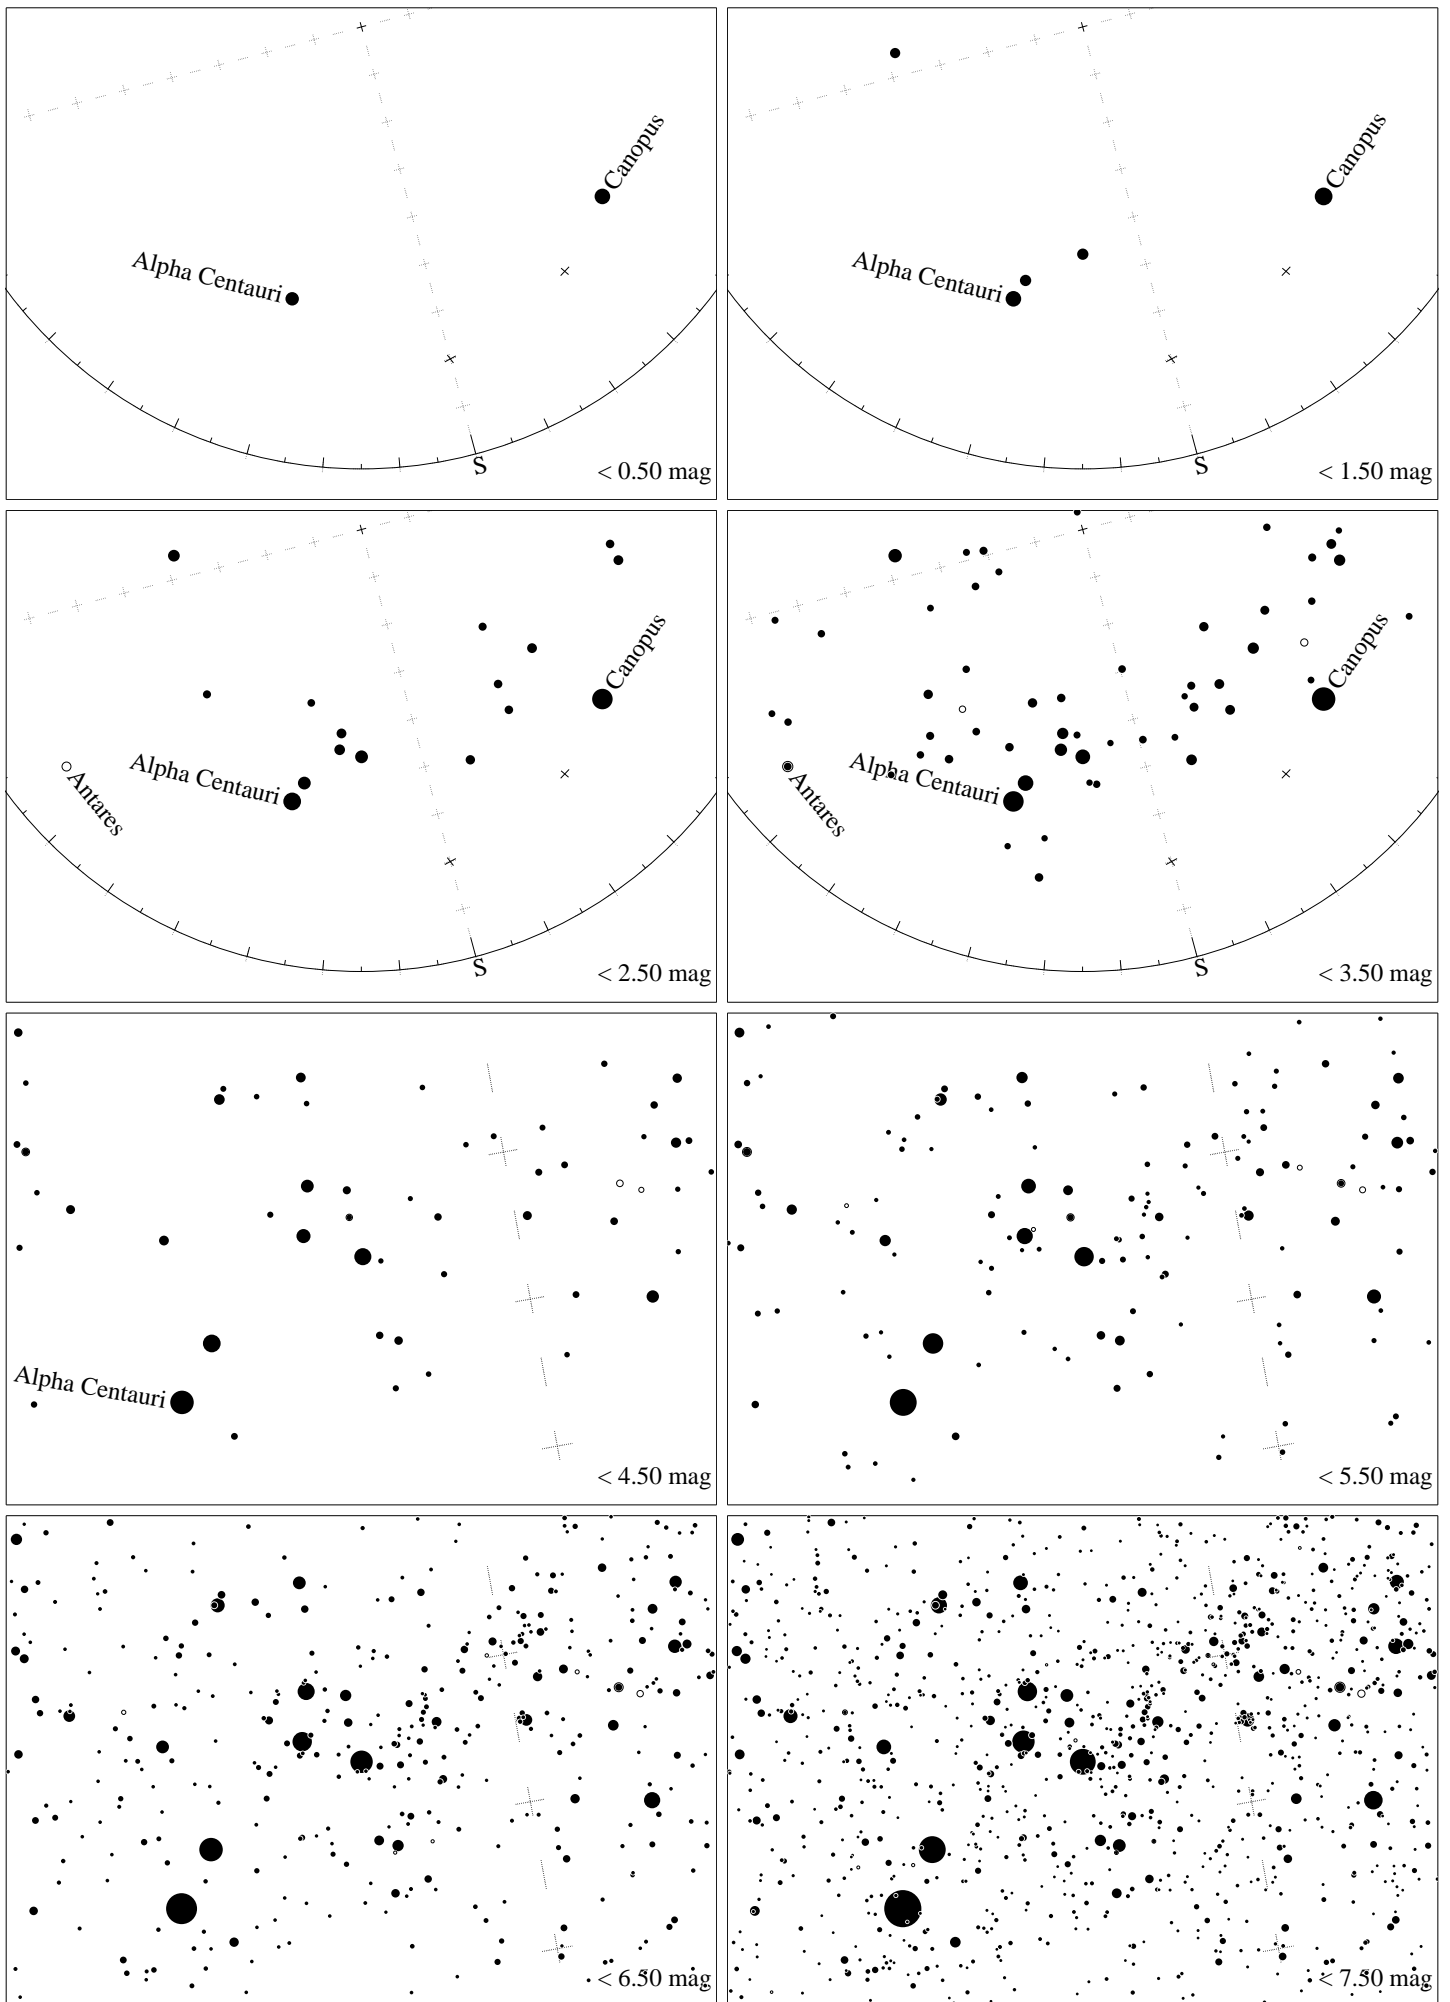 Canopus
Alpha Centauri
S
< 0.50 mag
Canopus
Alpha Centauri
S
< 1.50 mag
Canopus
Alpha Centauri
Antares
S
< 2.50 mag
Canopus
Alpha Centauri
Antares
S
< 3.50 mag
Alpha Centauri
< 4.50 mag
< 5.50 mag
< 6.50 mag
< 7.50 mag